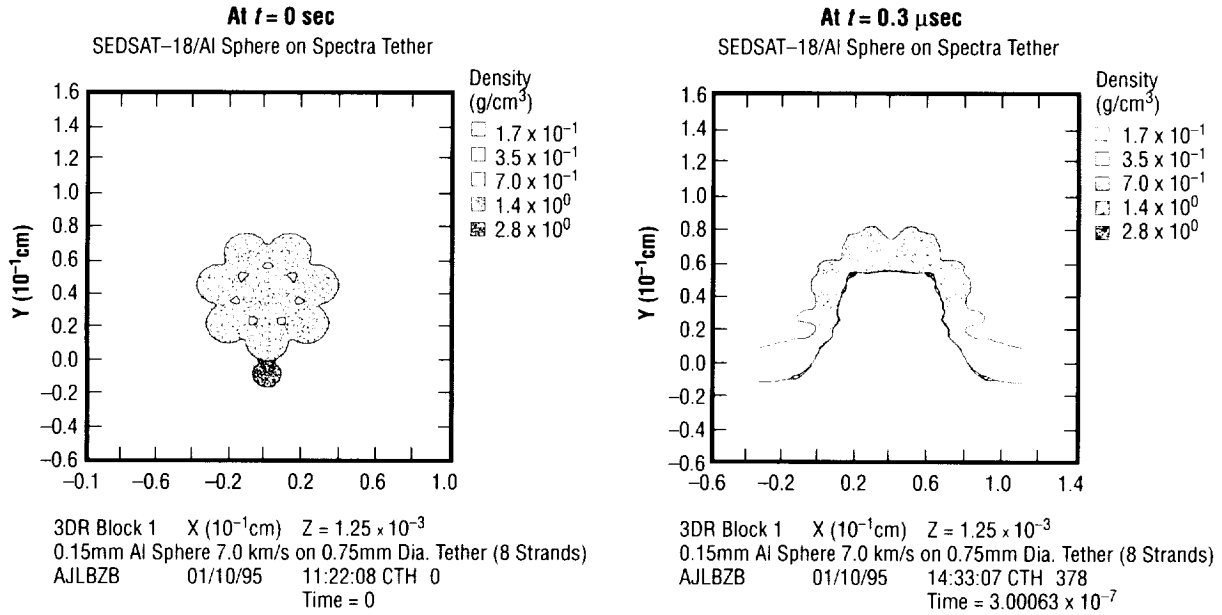 At t = 0 sec
SEDSAT–18/Al Sphere on Spectra Tether
Density
(g/cm³)
1.7 x 10⁻¹
3.5 x 10⁻¹
7.0 x 10⁻¹
1.4 x 10⁰
2.8 x 10⁰
Y (10⁻¹cm)
1.6
1.4
1.2
1.0
0.8
0.6
0.4
0.2
0.0
–0.2
–0.4
–0.6
–0.1
–0.6
–0.2
0.2
0.6
1.0
3DR Block 1 X (10⁻¹cm) Z = 1.25 x 10⁻³
0.15mm Al Sphere 7.0 km/s on 0.75mm Dia. Tether (8 Strands)
AJLBZB 01/10/95 11:22:08 CTH 0
Time = 0
At t = 0.3 μsec
SEDSAT–18/Al Sphere on Spectra Tether
Density
(g/cm³)
1.7 x 10⁻¹
3.5 x 10⁻¹
7.0 x 10⁻¹
1.4 x 10⁰
2.8 x 10⁰
Y (10⁻¹cm)
1.6
1.4
1.2
1.0
0.8
0.6
0.4
0.2
0.0
–0.2
–0.4
–0.6
–0.6
–0.2
0.2
0.6
1.0
1.4
3DR Block 1 X (10⁻¹cm) Z = 1.25 x 10⁻³
0.15mm Al Sphere 7.0 km/s on 0.75mm Dia. Tether (8 Strands)
AJLBZB 01/10/95 14:33:07 CTH 378
Time = 3.00063 x 10⁻⁷